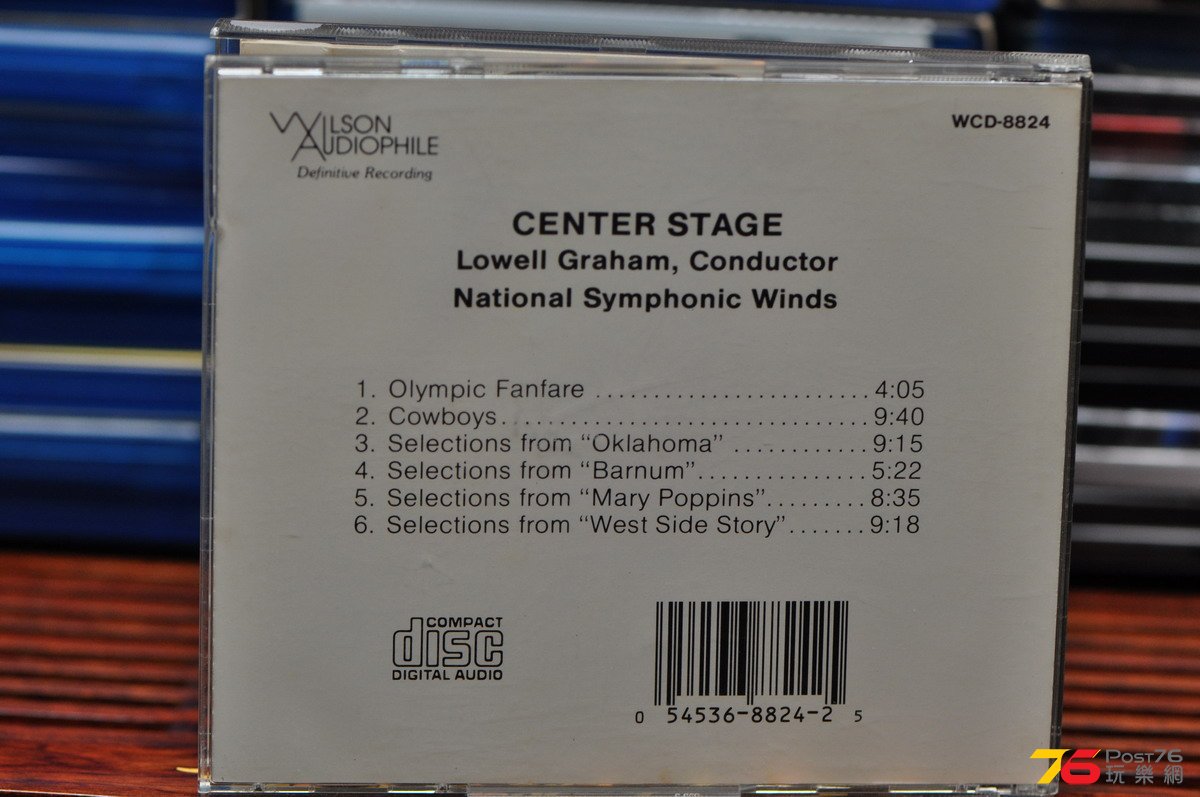 WILSON
AUDIOPHILE
Definitive Recording
WCD-8824
CENTER STAGE
Lowell Graham, Conductor
National Symphonic Winds
1. Olympic Fanfare ........................ 4:05
2. Cowboys ................................ 9:40
3. Selections from “Oklahoma” ............ 9:15
4. Selections from “Barnum” ............... 5:22
5. Selections from “Mary Poppins” ......... 8:35
6. Selections from “West Side Story” ....... 9:18
COMPACT
disc
DIGITAL AUDIO
0 54536-8824-2 5
76 POST76
玩樂網